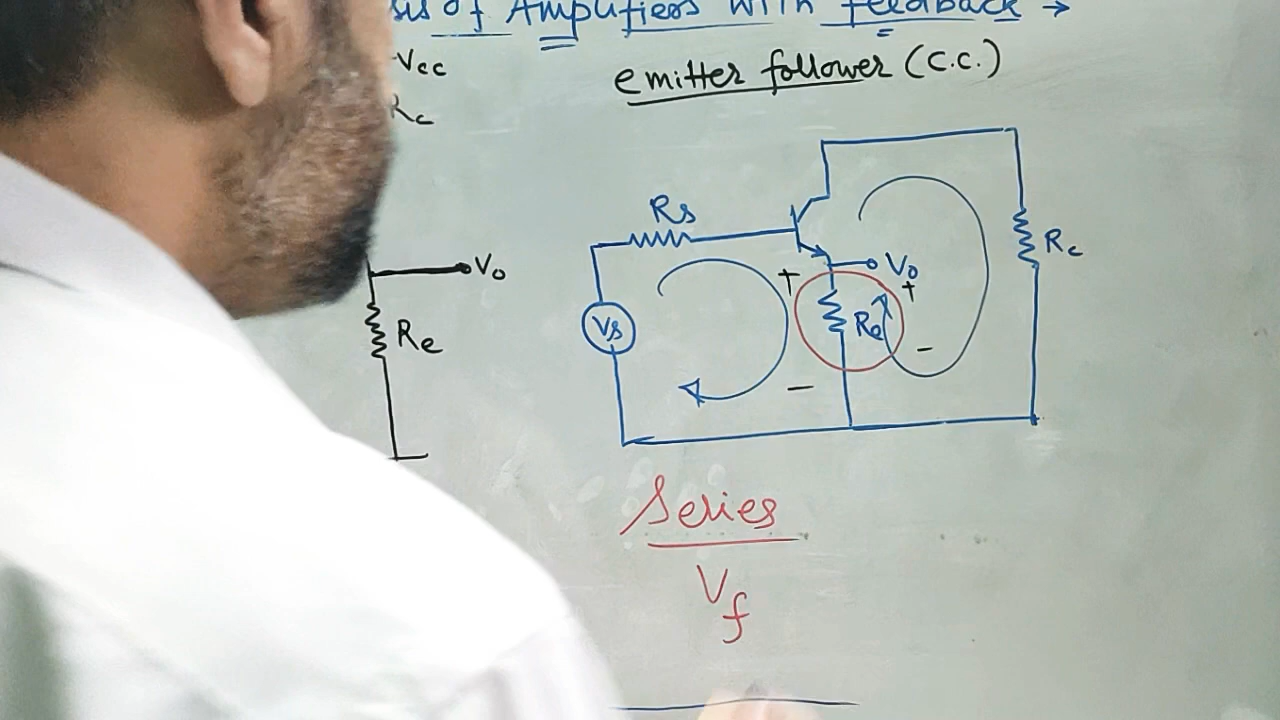 of Amplifiers with feedback →
-Vcc
emitter follower (C.C.)
Rc
Rs
Vo
Vo
Rc
+
+
Vs
Re
Re
-
-
Series
Vf